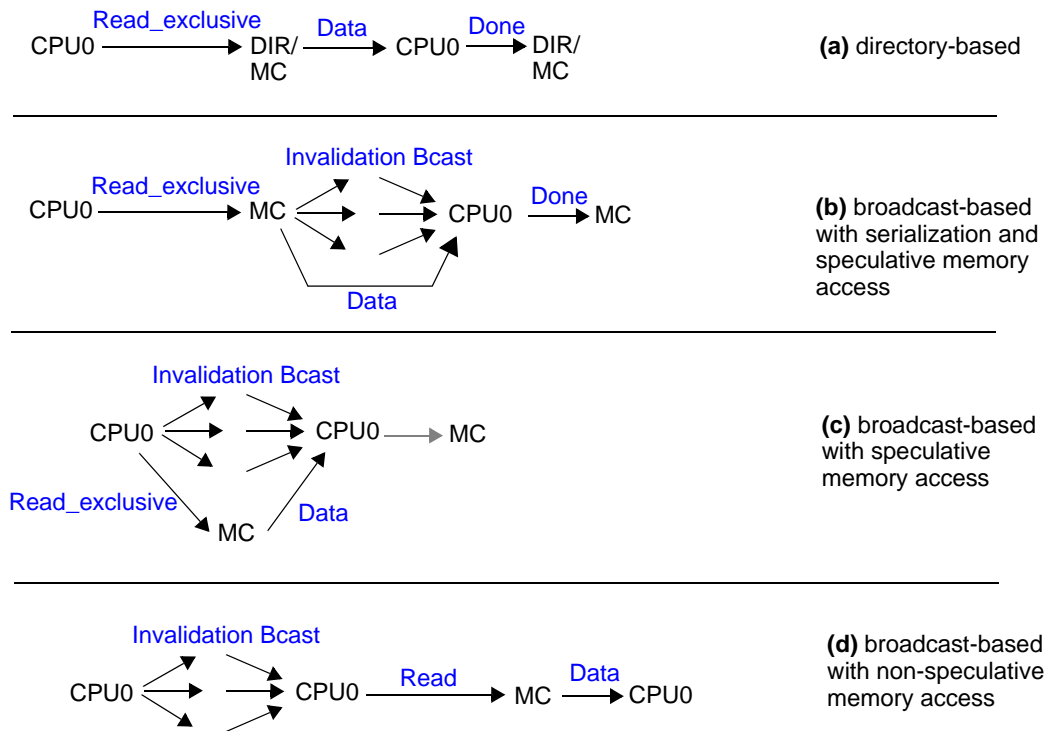 Read_exclusive Data Done
CPU0 DIR/ CPU0 DIR/ (a) directory-based
MC MC
Invalidation Bcast
Read_exclusive Done
CPU0 MC CPU0 MC (b) broadcast-based
with serialization and
speculative memory
access
Data
Invalidation Bcast
CPU0 CPU0 MC (c) broadcast-based
with speculative
memory access
Read_exclusive Data
MC
Invalidation Bcast (d) broadcast-based
with non-speculative
memory access
Read Data
CPU0 CPU0 MC CPU0